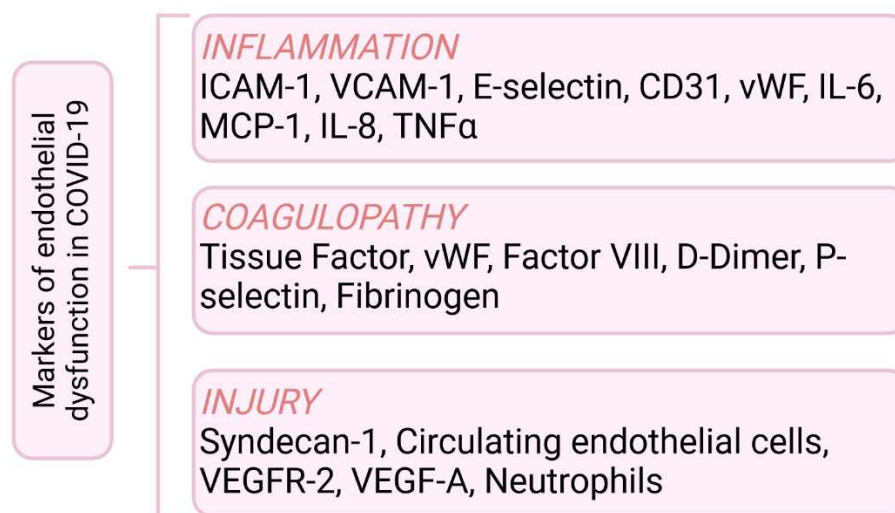 Markers of endothelial
dysfunction in COVID-19
INFLAMMATION
ICAM-1, VCAM-1, E-selectin, CD31, vWF, IL-6,
MCP-1, IL-8, TNFα
COAGULOPATHY
Tissue Factor, vWF, Factor VIII, D-Dimer, P-
selectin, Fibrinogen
INJURY
Syndecan-1, Circulating endothelial cells,
VEGFR-2, VEGF-A, Neutrophils